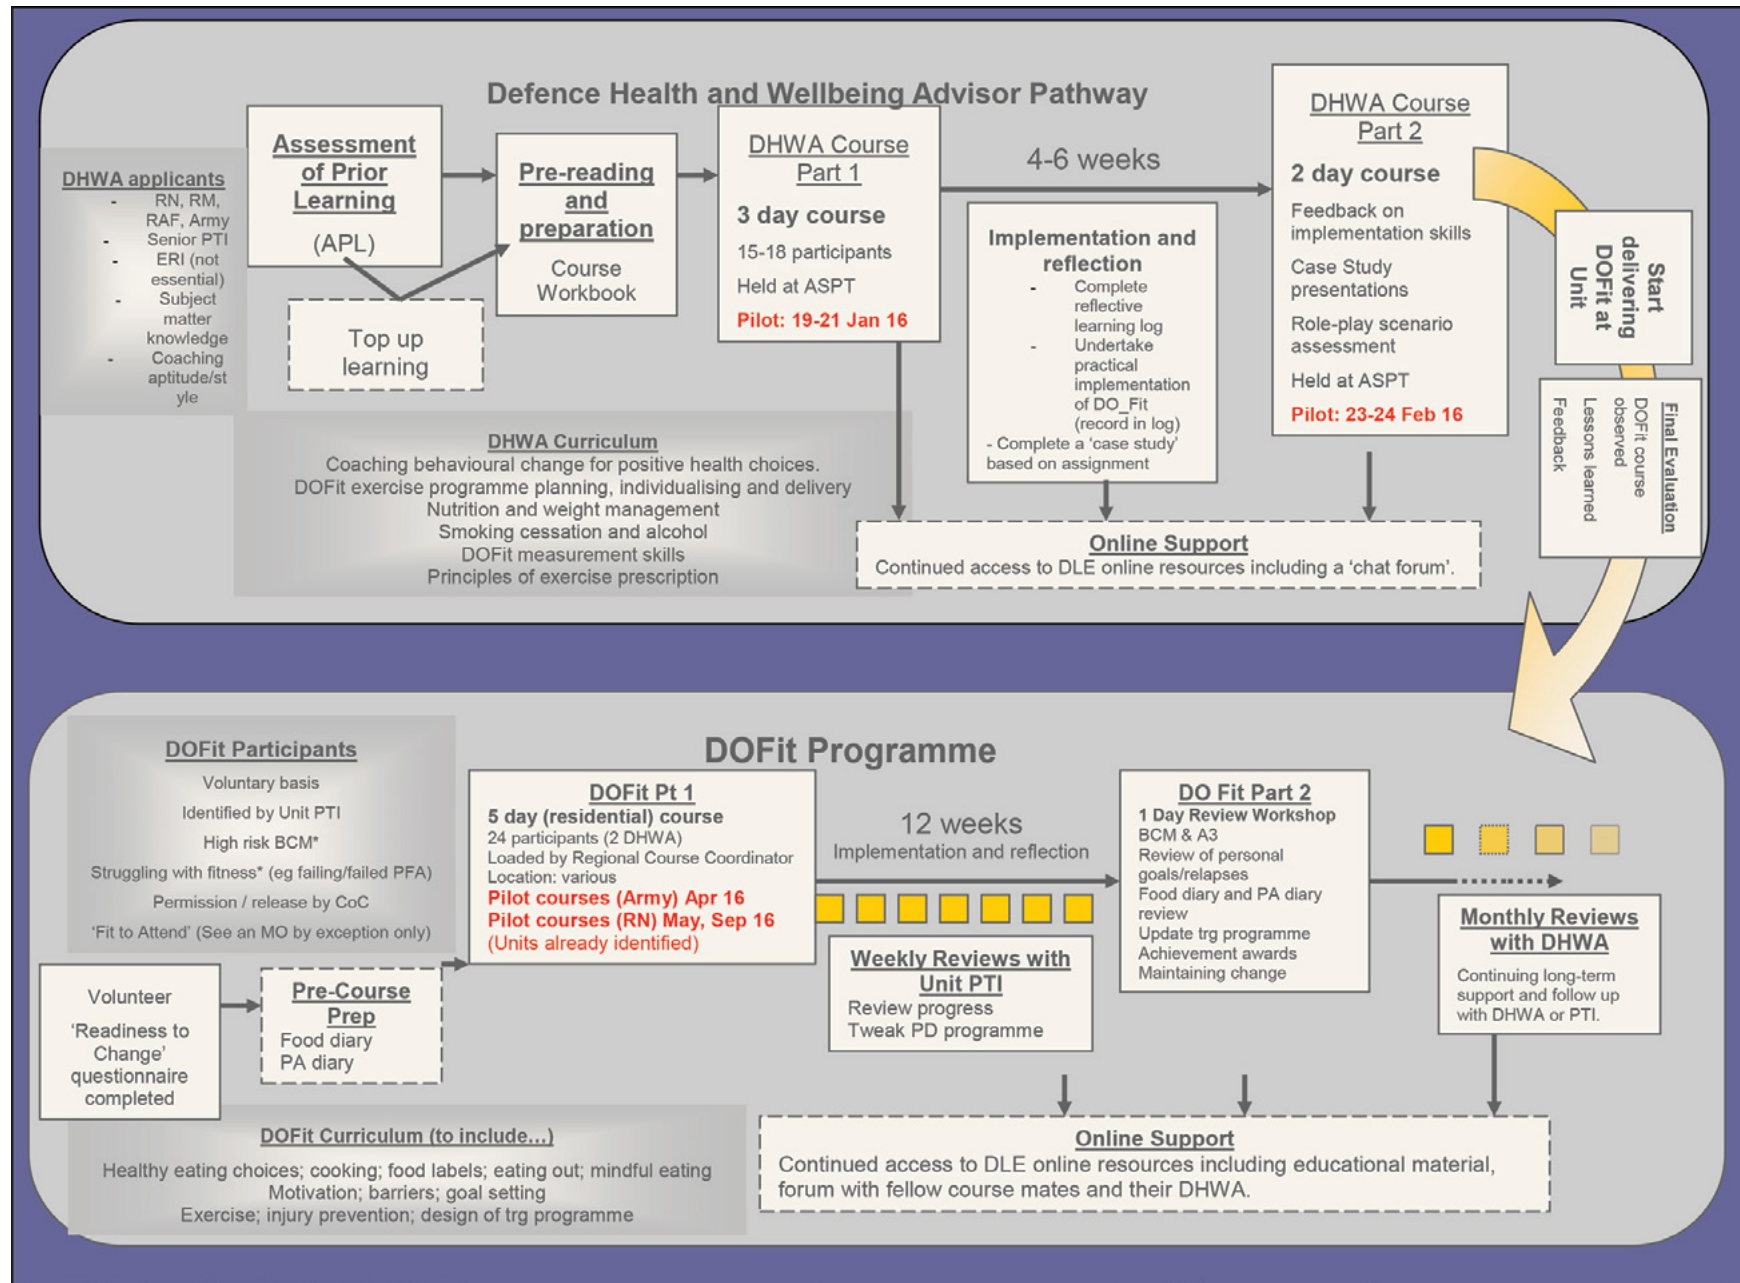 Defence Health and Wellbeing Advisor Pathway
DHWA applicants
- RN, RM,
RAF, Army
- Senior PTI
- ERI (not
essential)
- Subject
matter
knowledge
- Coaching
aptitude/st
yle
Assessment
of Prior
Learning
(APL)
Top up
learning
Pre-reading
and
preparation
Course
Workbook
DHWA Course
Part 1
3 day course
15-18 participants
Held at ASPT
Pilot: 19-21 Jan 16
4-6 weeks
Implementation and
reflection
- Complete
reflective
learning log
- Undertake
practical
implementation
of DO_Fit
(record in log)
- Complete a ‘case study’
based on assignment
DHWA Course
Part 2
2 day course
Feedback on
implementation skills
Case Study
presentations
Role-play scenario
assessment
Held at ASPT
Pilot: 23-24 Feb 16
Start
delivering
DOFit at
Unit
Final Evaluation
DOFit course
observed
Lessons learned
Feedback
DHWA Curriculum
Coaching behavioural change for positive health choices.
DOFit exercise programme planning, individualising and delivery
Nutrition and weight management
Smoking cessation and alcohol
DOFit measurement skills
Principles of exercise prescription
Online Support
Continued access to DLE online resources including a ‘chat forum’.
DOFit Programme
DOFit Participants
Voluntary basis
Identified by Unit PTI
High risk BCM*
Struggling with fitness* (eg failing/failed PFA)
Permission / release by CoC
‘Fit to Attend’ (See an MO by exception only)
Volunteer
‘Readiness to
Change’
questionnaire
completed
Pre-Course
Prep
Food diary
PA diary
DOFit Pt 1
5 day (residential) course
24 participants (2 DHWA)
Loaded by Regional Course Coordinator
Location: various
Pilot courses (Army) Apr 16
Pilot courses (RN) May, Sep 16
(Units already identified)
12 weeks
Implementation and reflection
Weekly Reviews with
Unit PTI
Review progress
Tweak PD programme
DO Fit Part 2
1 Day Review Workshop
BCM & A3
Review of personal
goals/relapses
Food diary and PA diary
review
Update trg programme
Achievement awards
Maintaining change
Monthly Reviews
with DHWA
Continuing long-term
support and follow up
with DHWA or PTI.
DOFit Curriculum (to include...)
Healthy eating choices; cooking; food labels; eating out; mindful eating
Motivation; barriers; goal setting
Exercise; injury prevention; design of trg programme
Online Support
Continued access to DLE online resources including educational material,
forum with fellow course mates and their DHWA.